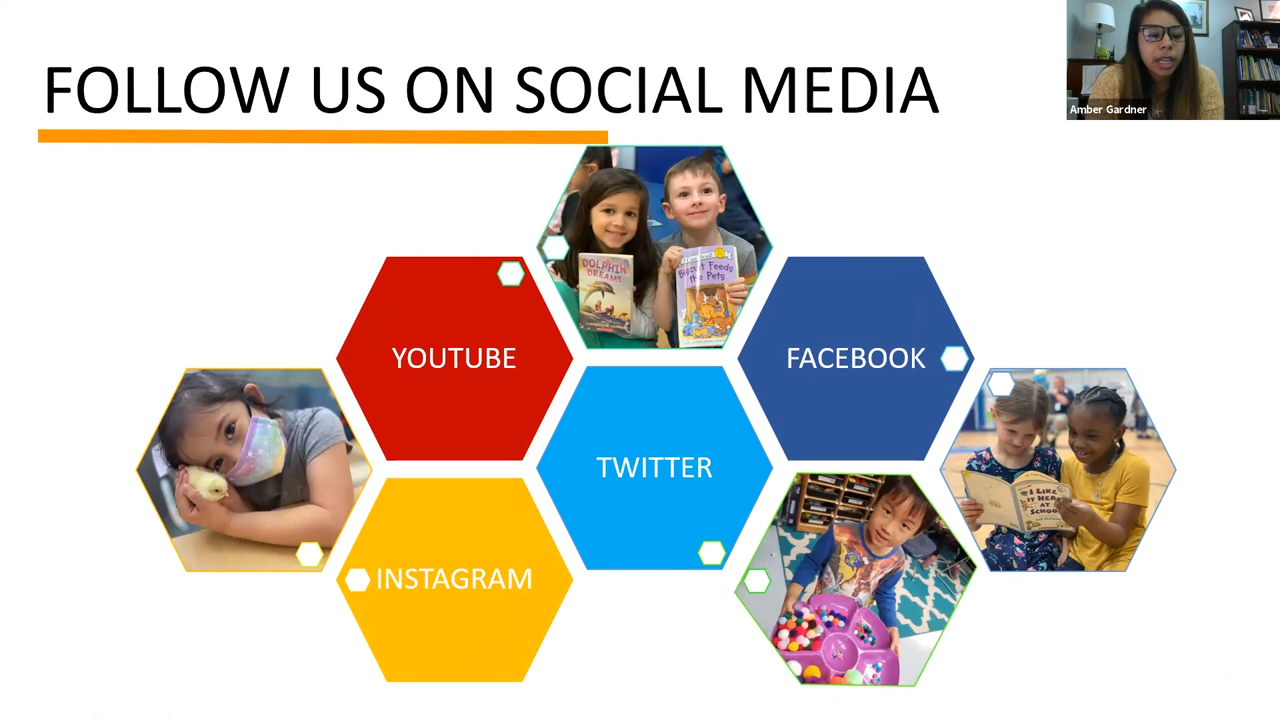 FOLLOW US ON SOCIAL MEDIA
Amber Gardner
DOLPHIN
DREAMS
Biscuit Feeds
the Pets
YOUTUBE
FACEBOOK
TWITTER
I LIKE
IT HERE
AT
SCHOOL
INSTAGRAM